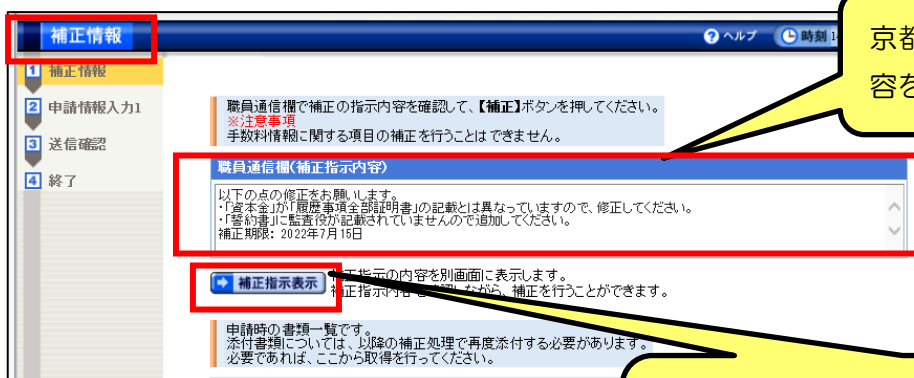 補正情報
ヘルプ
時刻 1
京都
容を
1 補正情報
2 申請情報入力1
3 送信確認
4 終了
職員通信欄で補正の指示内容を確認して、【補正】ボタンを押してください。
※注意事項
手数料情報に関する項目の補正を行うことはできません。
職員通信欄(補正指示内容)
以下の点の修正をお願いします。
・「資本金」が「履歴事項全部証明書」の記載とは異なっていますので、修正してください。
・「誓約書」に監査役が記載されていませんので追加してください。
補正期限: 2022年7月15日
補正指示表示
正指示の内容を別画面に表示します。
補正指示内容 しながら、補正を行うことができます。
申請時の書類一覧です。
添付書類については、以降の補正処理で再度添付する必要があります。
必要であれば、ここから取得を行ってください。